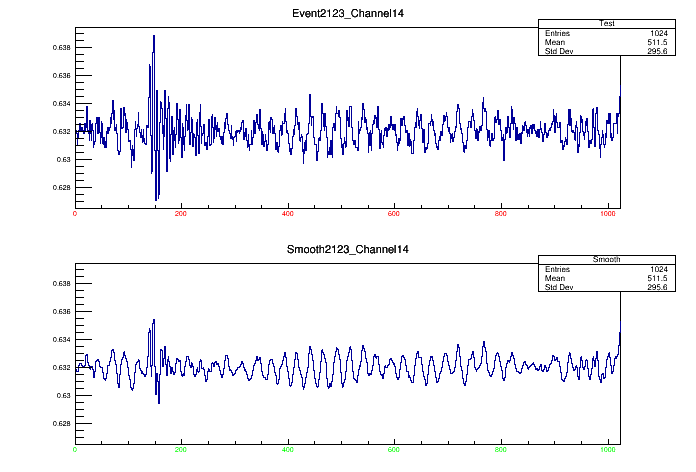 Event2123_Channel14
Test
Entries 1024
Mean 511.5
Std Dev 295.6
0.638
0.636
0.634
0.632
0.63
0.628
0 200 400 600 800 1000
Smooth2123_Channel14
Smooth
Entries 1024
Mean 511.5
Std Dev 295.6
0.638
0.636
0.634
0.632
0.63
0.628
0 200 400 600 800 1000